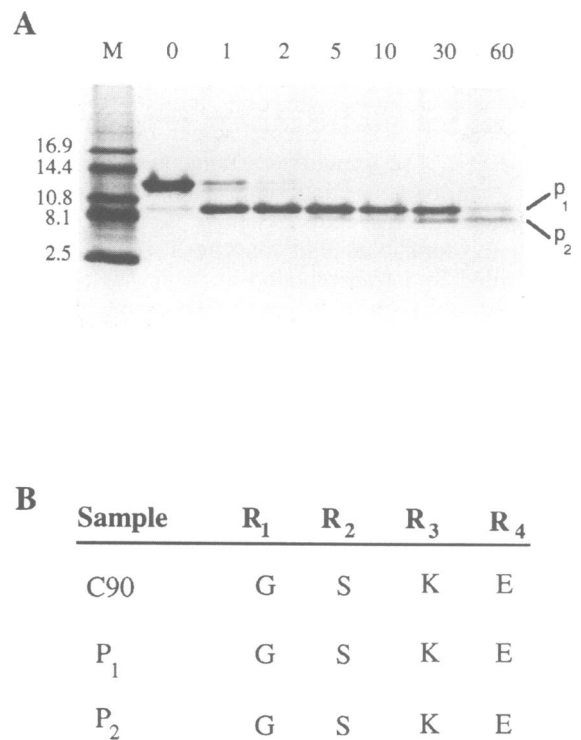 A
M 0 1 2 5 10 30 60
16.9
14.4
10.8
8.1
2.5
p1
p2
B
Sample R1 R2 R3 R4
C90 G S K E
P1 G S K E
P2 G S K E